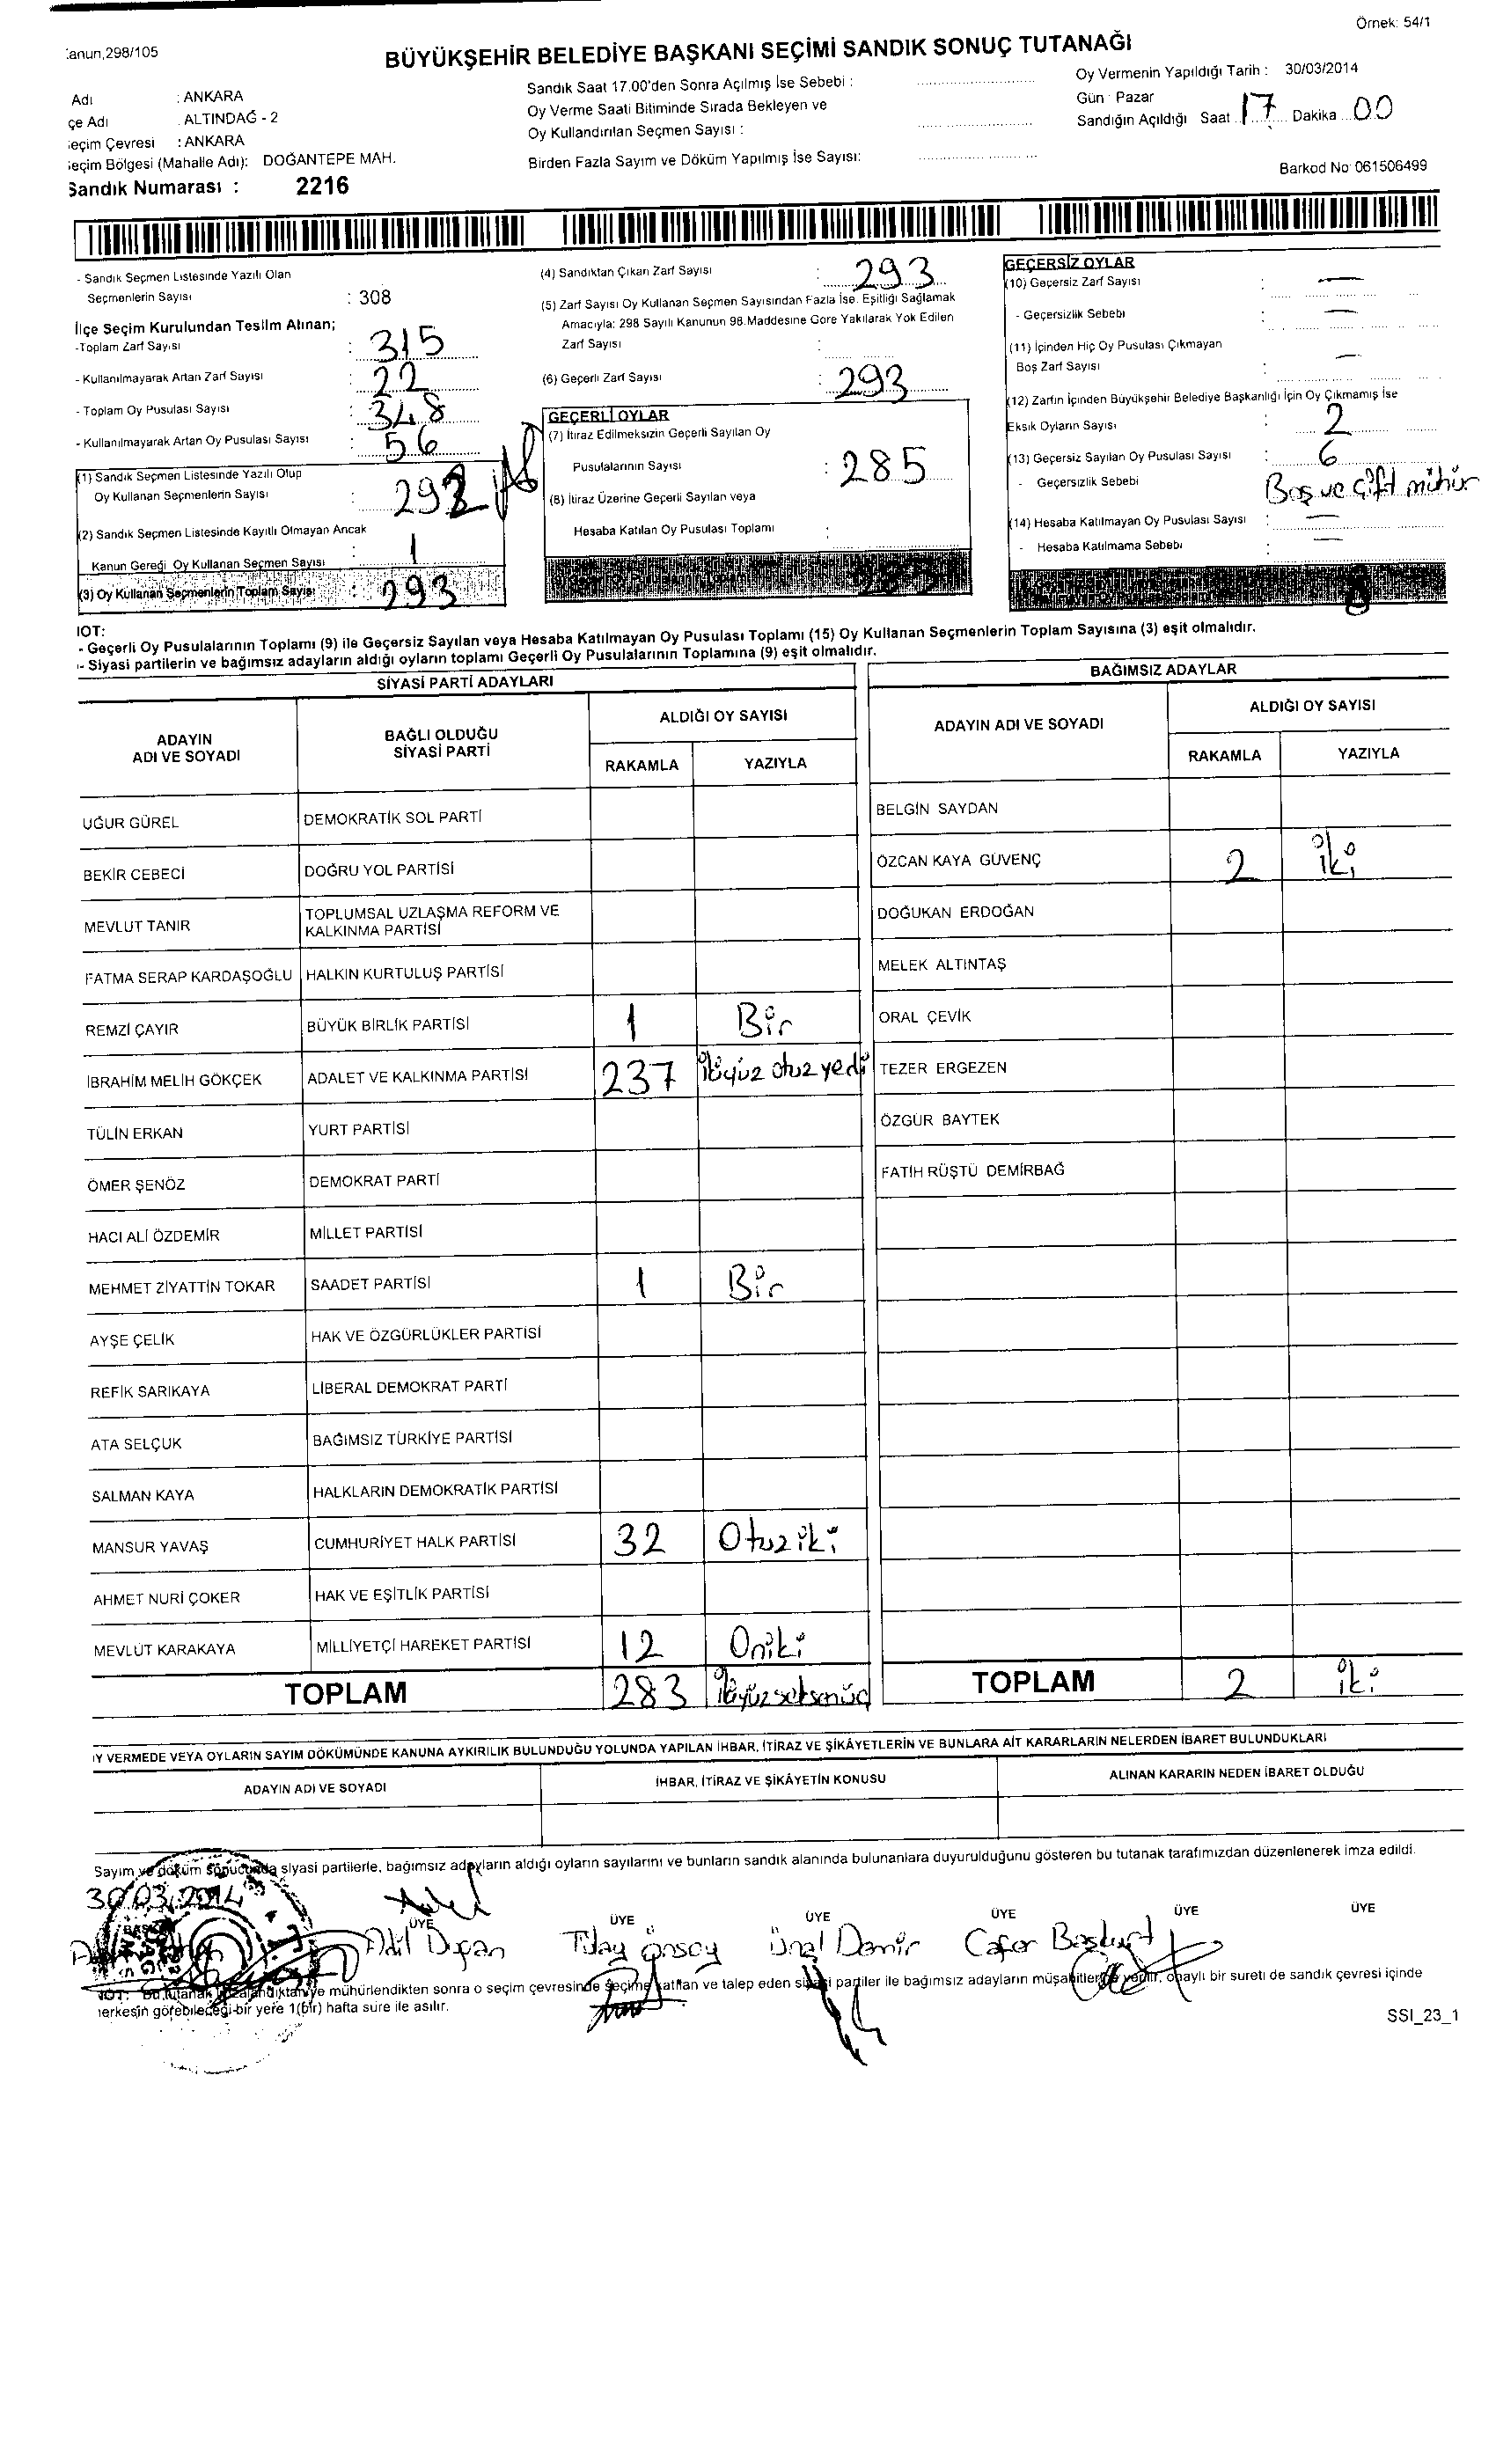 Örnek: 54/1
anun,298/105
BÜYÜKŞEHİR BELEDİYE BAŞKANI SEÇİMİ SANDIK SONUÇ TUTANAĞI
Adı : ANKARA
çe Adı ALTINDAĞ - 2
eçim Çevresi : ANKARA
eçim Bölgesi (Mahalle Adı): DOĞANTEPE MAH.
Sandık Numarası : 2216
Sandık Saat 17.00'den Sonra Açılmış İse Sebebi :
Oy Verme Saati Bitiminde Sırada Bekleyen ve
Oy Kullandırılan Seçmen Sayısı :
Birden Fazla Sayım ve Döküm Yapılmış İse Sayısı:
Oy Vermenin Yapıldığı Tarih : 30/03/2014
Gün : Pazar
Sandığın Açıldığı Saat 17 Dakika 00
Barkod No 061506499
- Sandık Seçmen Listesinde Yazılı Olan
Seçmenlerin Sayısı : 308
İlçe Seçim Kurulundan Teslim Alınan;
-Toplam Zarf Sayısı : 315
- Kullanılmayarak Artan Zarf Sayısı : 22
- Toplam Oy Pusulası Sayısı : 348
- Kullanılmayarak Artan Oy Pusulası Sayısı : 56
(1) Sandık Seçmen Listesinde Yazılı Olup
Oy Kullanan Seçmenlerin Sayısı : 292
(2) Sandık Seçmen Listesinde Kayıtlı Olmayan Ancak
Kanun Gereği Oy Kullanan Seçmen Sayısı : 1
(3) Oy Kullanan Seçmenlerin Toplam Sayısı : 293
(4) Sandıktan Çıkan Zarf Sayısı : 293
(5) Zarf Sayısı Oy Kullanan Seçmen Sayısından Fazla İse. Eşitliği Sağlamak
Amacıyla: 298 Sayılı Kanunun 98.Maddesine Göre Yakılarak Yok Edilen
Zarf Sayısı :
(6) Geçerli Zarf Sayısı : 293
GEÇERLİ OYLAR
(7) İtiraz Edilmeksizin Geçerli Sayılan Oy
Pusulalarının Sayısı : 285
(8) İtiraz Üzerine Geçerli Sayılan veya
Hesaba Katılan Oy Pusulası Toplamı :
285
GEÇERSİZ OYLAR
(10) Geçersiz Zarf Sayısı : —
- Geçersizlik Sebebi : —
(11) İçinden Hiç Oy Pusulası Çıkmayan
Boş Zarf Sayısı : —
(12) Zarfın İçinden Büyükşehir Belediye Başkanlığı İçin Oy Çıkmamış İse
Eksik Oyların Sayısı : 2
(13) Geçersiz Sayılan Oy Pusulası Sayısı : 6
- Geçersizlik Sebebi Boş ve çift mühür
(14) Hesaba Katılmayan Oy Pusulası Sayısı : —
- Hesaba Katılmama Sebebi : —
8
IOT:
- Geçerli Oy Pusulalarının Toplamı (9) ile Geçersiz Sayılan veya Hesaba Katılmayan Oy Pusulası Toplamı (15) Oy Kullanan Seçmenlerin Toplam Sayısına (3) eşit olmalıdır.
- Siyasi partilerin ve bağımsız adayların aldığı oyların toplamı Geçerli Oy Pusulalarının Toplamına (9) eşit olmalıdır.
SİYASİ PARTİ ADAYLARI
ADAYIN ADI VE SOYADI BAĞLI OLDUĞU SİYASİ PARTİ ALDIĞI OY SAYISI
RAKAMLA YAZIYLA
UĞUR GÜREL DEMOKRATİK SOL PARTİ
BEKİR CEBECİ DOĞRU YOL PARTİSİ
MEVLUT TANIR TOPLUMSAL UZLAŞMA REFORM VE KALKINMA PARTİSİ
FATMA SERAP KARDAŞOĞLU HALKIN KURTULUŞ PARTİSİ
REMZİ ÇAYIR BÜYÜK BİRLİK PARTİSİ 1 Bir
İBRAHİM MELİH GÖKÇEK ADALET VE KALKINMA PARTİSİ 237 İkiyüz otuz yedi
TÜLİN ERKAN YURT PARTİSİ
ÖMER ŞENÖZ DEMOKRAT PARTİ
HACI ALİ ÖZDEMİR MİLLET PARTİSİ
MEHMET ZİYATTİN TOKAR SAADET PARTİSİ 1 Bir
AYŞE ÇELİK HAK VE ÖZGÜRLÜKLER PARTİSİ
REFİK SARIKAYA LİBERAL DEMOKRAT PARTİ
ATA SELÇUK BAĞIMSIZ TÜRKİYE PARTİSİ
SALMAN KAYA HALKLARIN DEMOKRATİK PARTİSİ
MANSUR YAVAŞ CUMHURİYET HALK PARTİSİ 32 Otuz iki
AHMET NURİ ÇOKER HAK VE EŞİTLİK PARTİSİ
MEVLÜT KARAKAYA MİLLİYETÇİ HAREKET PARTİSİ 12 Oniki
TOPLAM 283 İkiyüz seksenüç
BAĞIMSIZ ADAYLAR
ADAYIN ADI VE SOYADI ALDIĞI OY SAYISI
RAKAMLA YAZIYLA
BELGİN SAYDAN
ÖZCAN KAYA GÜVENÇ 2 iki
DOĞUKAN ERDOĞAN
MELEK ALTINTAŞ
ORAL ÇEVİK
TEZER ERGEZEN
ÖZGÜR BAYTEK
FATİH RÜŞTÜ DEMİRBAĞ
TOPLAM 2 iki
Y VERMEDE VEYA OYLARIN SAYIM DÖKÜMÜNDE KANUNA AYKIRILIK BULUNDUĞU YOLUNDA YAPILAN İHBAR, İTİRAZ VE ŞİKÂYETLERİN VE BUNLARA AİT KARARLARIN NELERDEN İBARET BULUNDUKLARI
ADAYIN ADI VE SOYADI İHBAR, İTİRAZ VE ŞİKÂYETİN KONUSU ALINAN KARARIN NEDEN İBARET OLDUĞU
Sayım ve döküm sonucunda siyasi partilerle, bağımsız adayların aldığı oyların sayılarını ve bunların sandık alanında bulunanlara duyurulduğunu gösteren bu tutanak tarafımızdan düzenlenerek imza edildi.
30.03.2014
ÜYE ÜYE ÜYE ÜYE ÜYE ÜYE
Adil Tülay Ünal Demir Cafer Bozkurt
NOT: Bu tutanak imzalandıktan ve mühürlendikten sonra o seçim çevresinde seçime katılan ve talep eden siyasi partiler ile bağımsız adayların müşahitlerine verilir, onaylı bir sureti de sandık çevresi içinde
herkesin görebileceği bir yere 1(bir) hafta süre ile asılır.
SSI_23_1